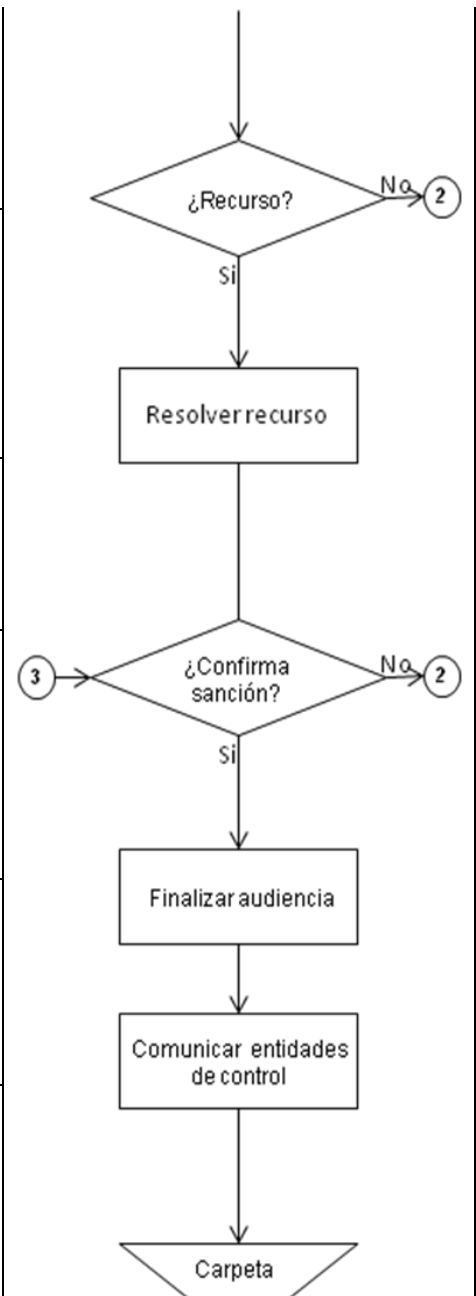 ¿Recurso?
No
2
Si
Resolver recurso
3
¿Confirma
sanción?
No
2
Si
Finalizar audiencia
Comunicar entidades
de control
Carpeta